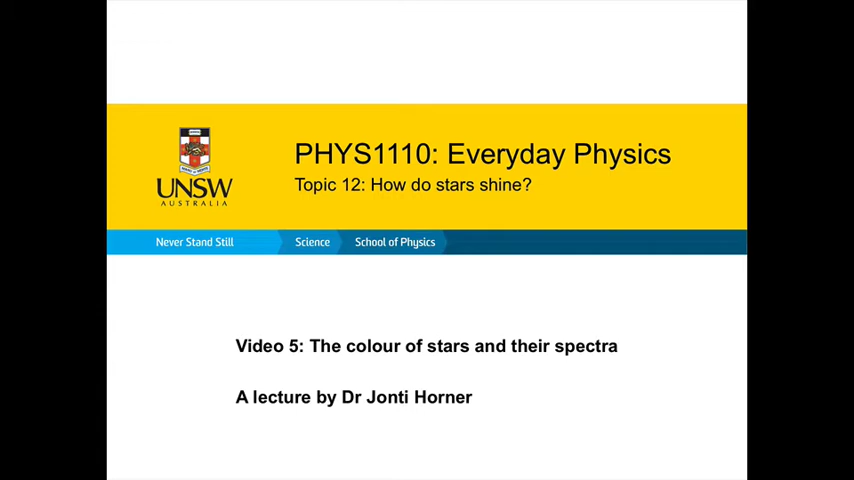 PHYS1110: Everyday Physics
Topic 12: How do stars shine?
UNSW
AUSTRALIA
Never Stand Still
Science
School of Physics
Video 5: The colour of stars and their spectra
A lecture by Dr Jonti Horner